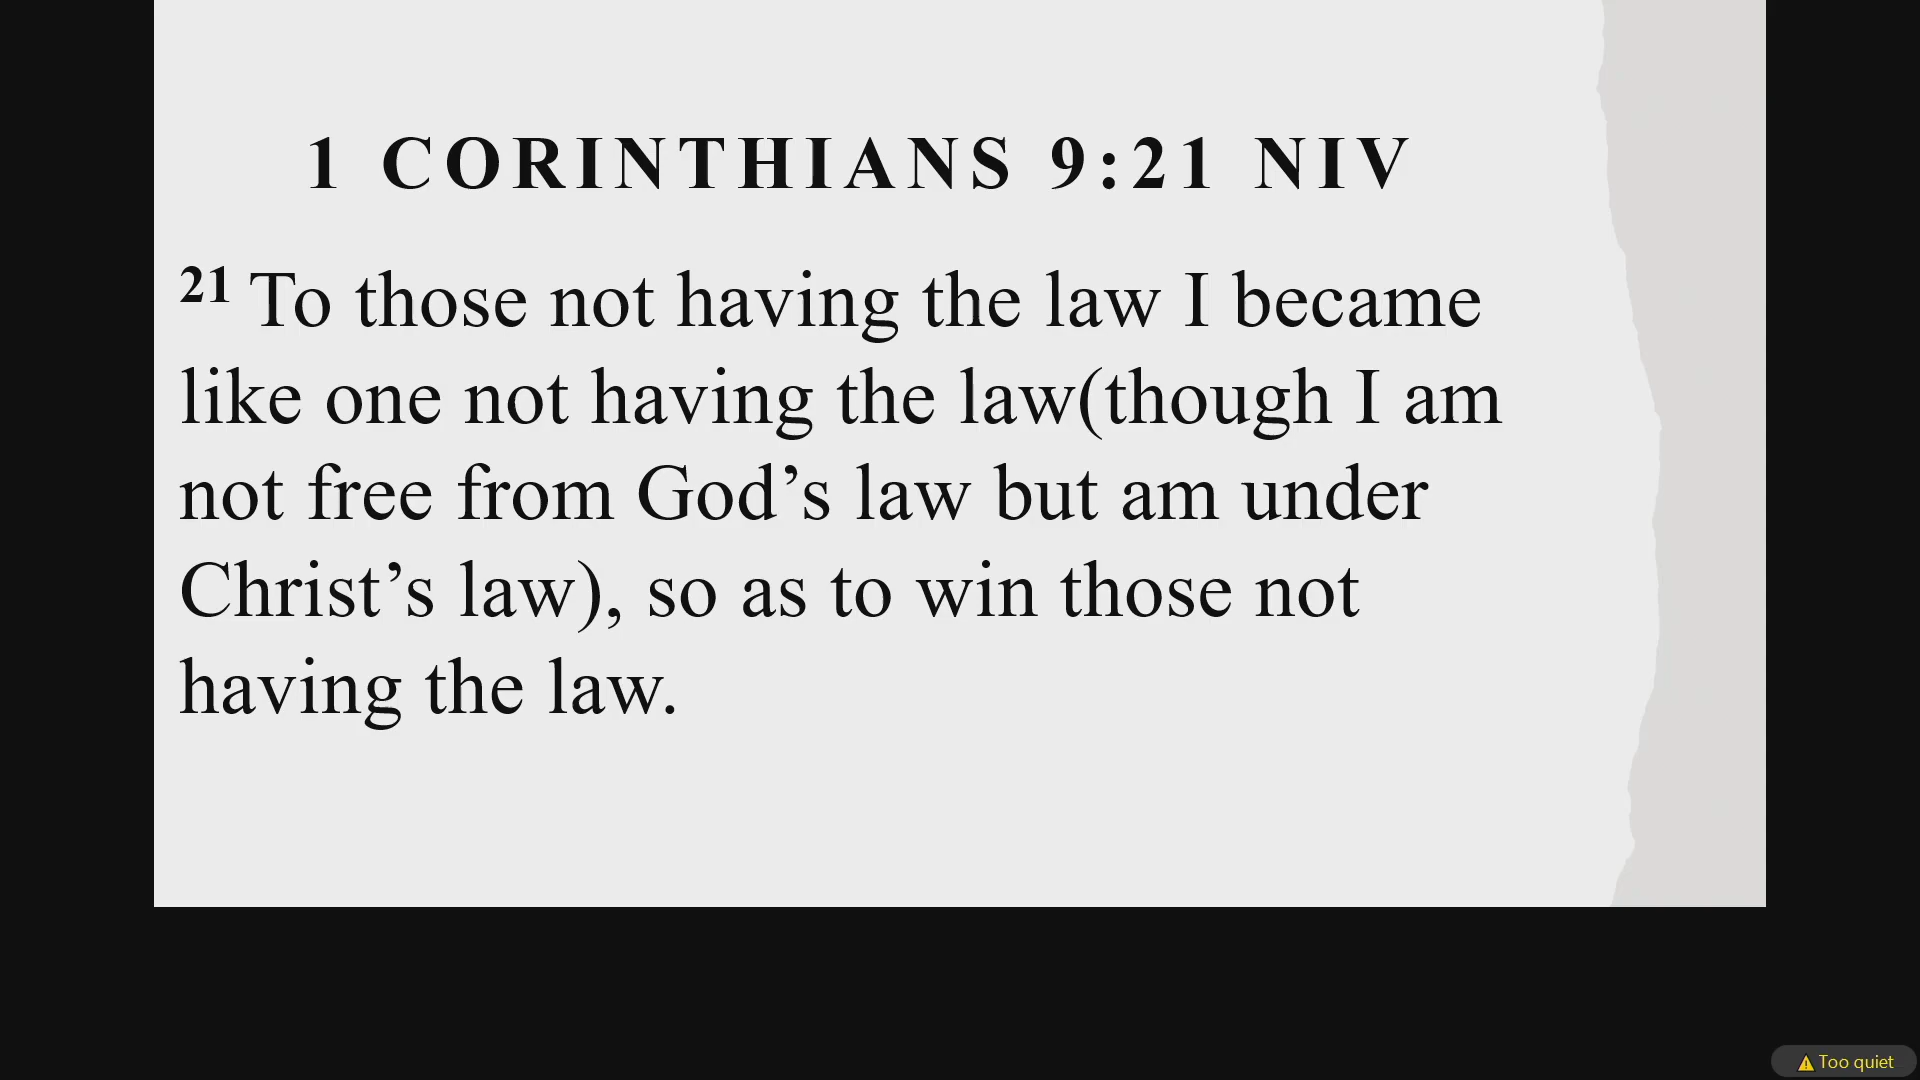 1 CORINTHIANS 9:21 NIV
21 To those not having the law I became
like one not having the law(though I am
not free from God’s law but am under
Christ’s law), so as to win those not
having the law.
Too quiet